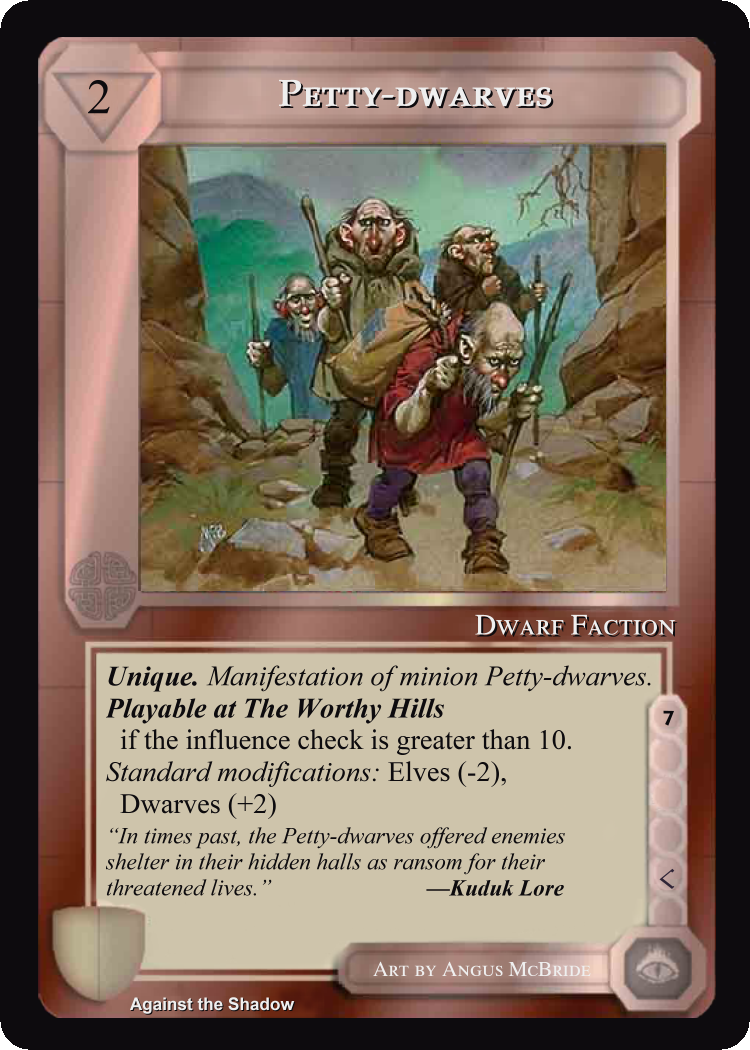 2
Petty-dwarves
Dwarf Faction
Unique. Manifestation of minion Petty-dwarves.
Playable at The Worthy Hills
if the influence check is greater than 10.
Standard modifications: Elves (-2),
Dwarves (+2)
“In times past, the Petty-dwarves offered enemies
shelter in their hidden halls as ransom for their
threatened lives.” —Kuduk Lore
7
<
Art by Angus McBride
Against the Shadow